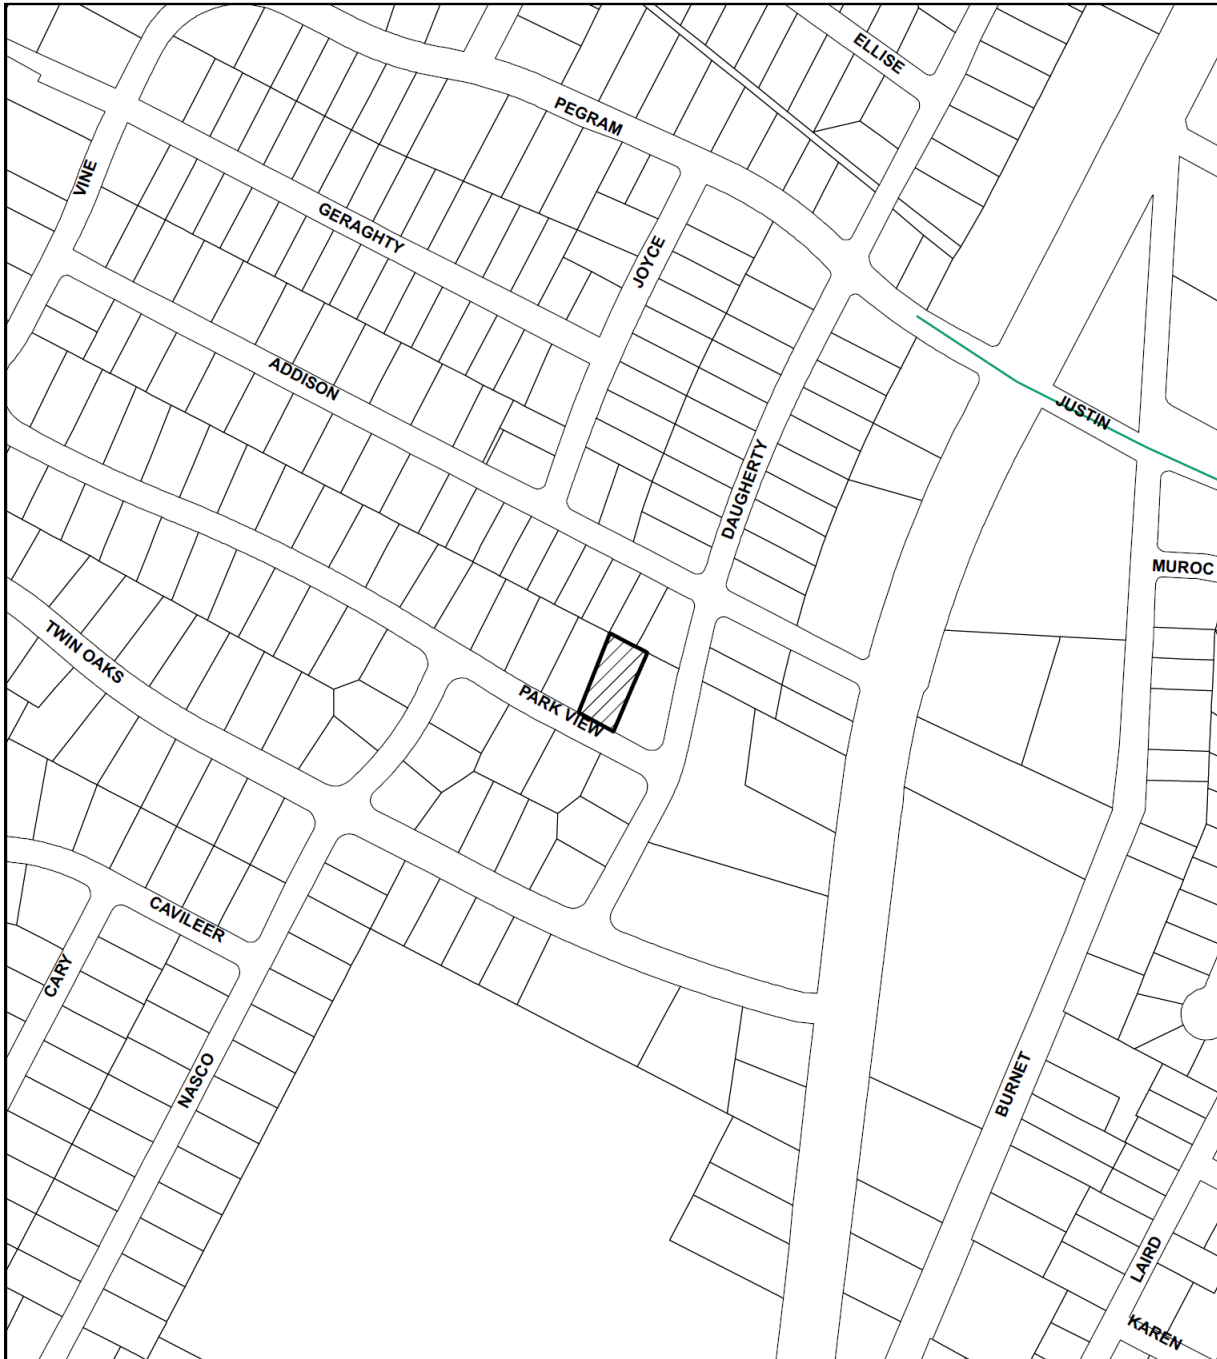 ELLISE
PEGRAM
VINE
GERAGHTY
JOYCE
ADDISON
JUSTIN
DAUGHERTY
MUROC
TWIN OAKS
PARK VIEW
CAVILEER
CARY
NASCO
BURNET
LAIRD
KAREN